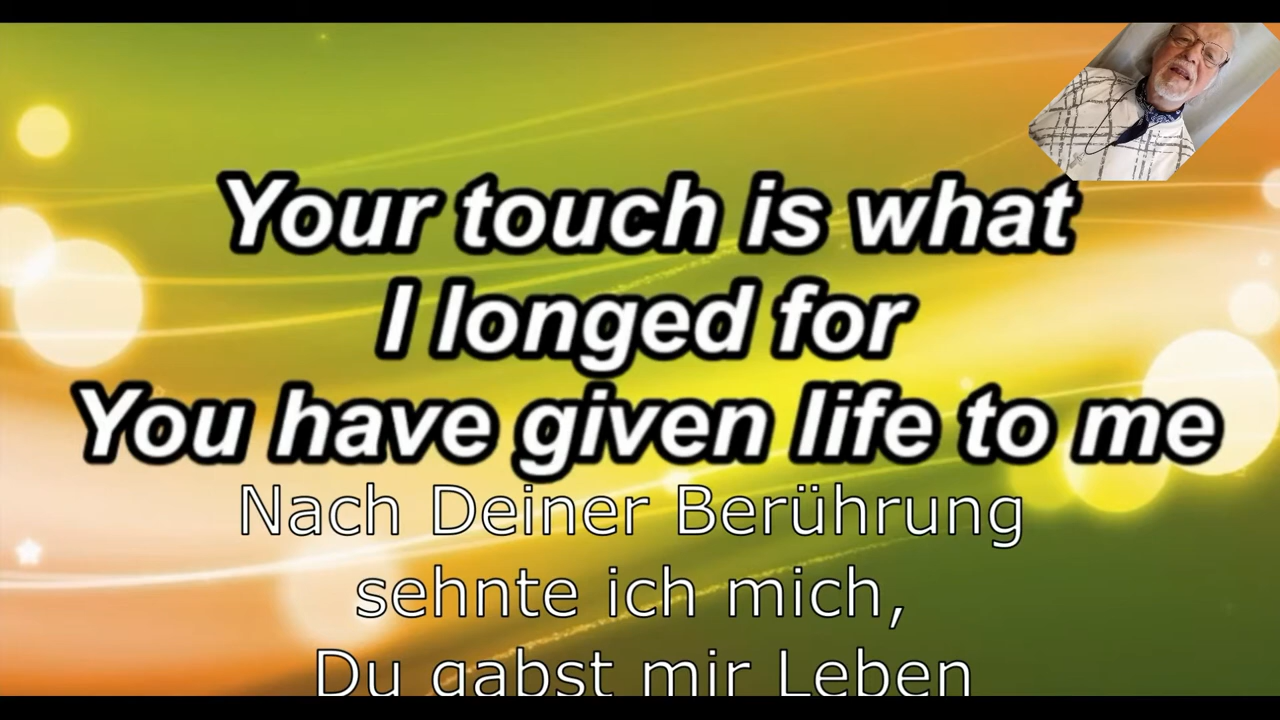 Your touch is what
I longed for
You have given life to me
Nach Deiner Berührung
sehnte ich mich,
Du gabst mir Leben